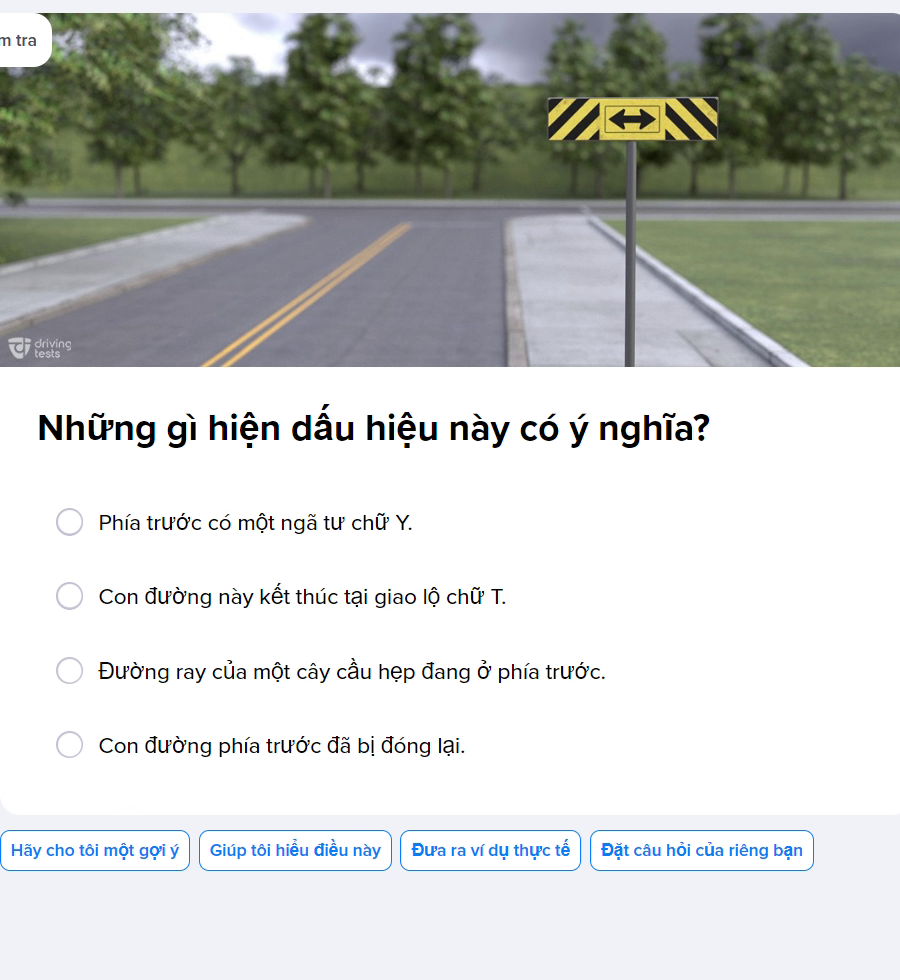 m tra
driving
tests
Những gì hiện dấu hiệu này có ý nghĩa?
Phía trước có một ngã tư chữ Y.
Con đường này kết thúc tại giao lộ chữ T.
Đường ray của một cây cầu hẹp đang ở phía trước.
Con đường phía trước đã bị đóng lại.
Hãy cho tôi một gợi ý Giúp tôi hiểu điều này Đưa ra ví dụ thực tế Đặt câu hỏi của riêng bạn